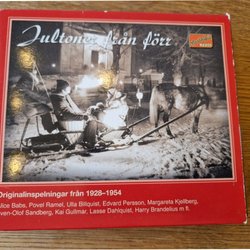 Jultoner från förr
Originalinspelningar från 1928-1954
Alice Babs, Povel Ramel, Ulla Billquist, Edvard Persson, Margareta Kjellberg,
Sven-Olof Sandberg, Kai Gullmar, Lasse Dahlquist, Harry Brandelius m fl.